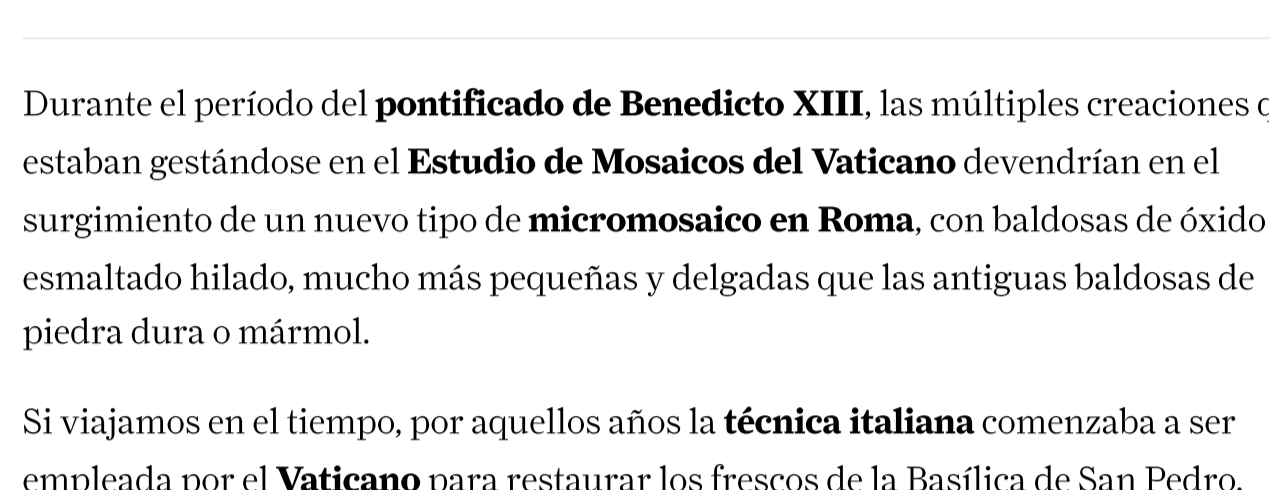 Durante el período del pontificado de Benedicto XIII, las múltiples creaciones
estaban gestándose en el Estudio de Mosaicos del Vaticano devendrían en el
surgimiento de un nuevo tipo de micromosaico en Roma, con baldosas de óxido
esmaltado hilado, mucho más pequeñas y delgadas que las antiguas baldosas de
piedra dura o mármol.
Si viajamos en el tiempo, por aquellos años la técnica italiana comenzaba a ser
empleada por el Vaticano para restaurar los frescos de la Basílica de San Pedro.